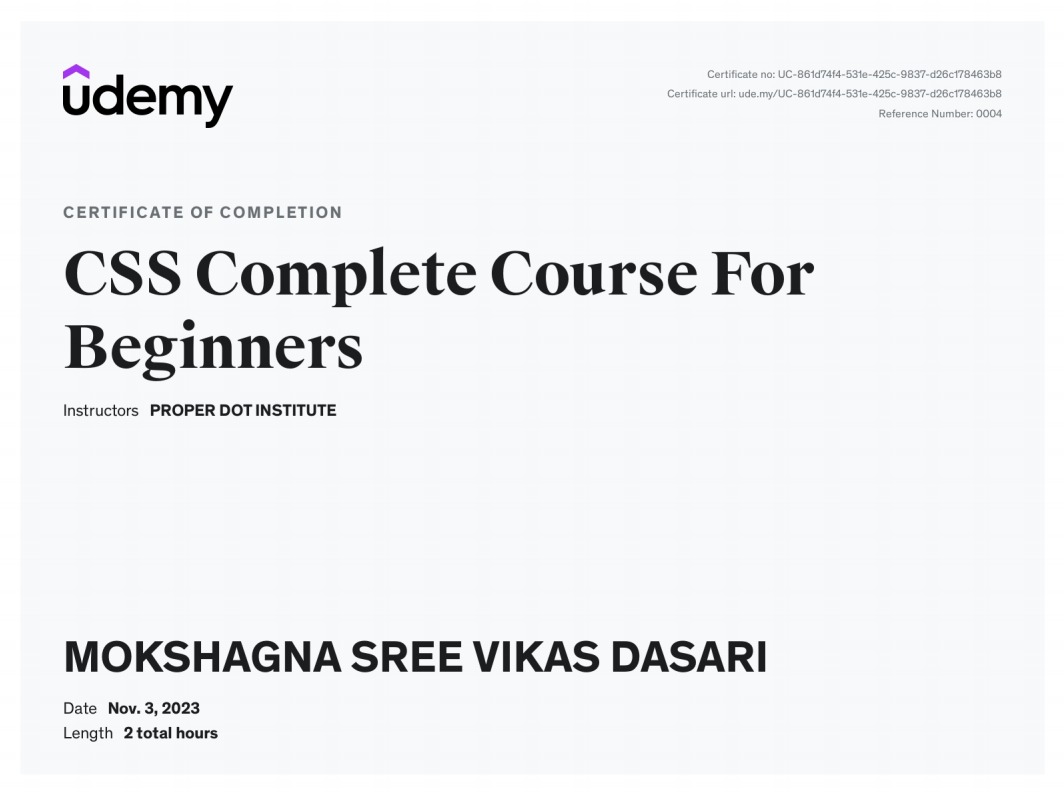 udemy
Certificate no: UC-861d74f4-531e-425c-9837-d26c178463b8
Certificate url: ude.my/UC-861d74f4-531e-425c-9837-d26c178463b8
Reference Number: 0004
CERTIFICATE OF COMPLETION
CSS Complete Course For
Beginners
Instructors PROPER DOT INSTITUTE
MOKSHAGNA SREE VIKAS DASARI
Date Nov. 3, 2023
Length 2 total hours